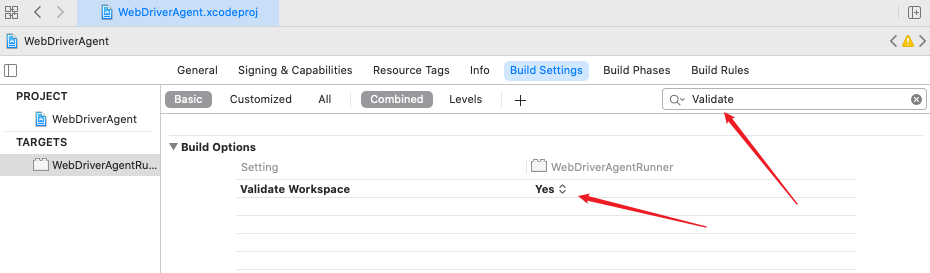 WebDriverAgent.xcodeproj
WebDriverAgent
General Signing & Capabilities Resource Tags Info Build Settings Build Phases Build Rules
PROJECT
WebDriverAgent
TARGETS
WebDriverAgentRu...
Basic Customized All Combined Levels Validate
Build Options
Setting WebDriverAgentRunner
Validate Workspace Yes